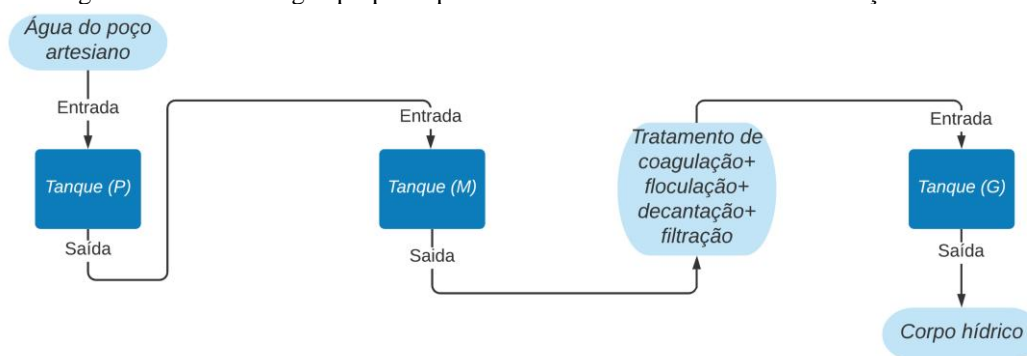 Água do poço
artesiano
Entrada
Tanque (P)
Saída
Entrada
Tanque (M)
Saida
Tratamento de
coagulação+
floculação+
decantação+
filtração
Entrada
Tanque (G)
Saída
Corpo hídrico